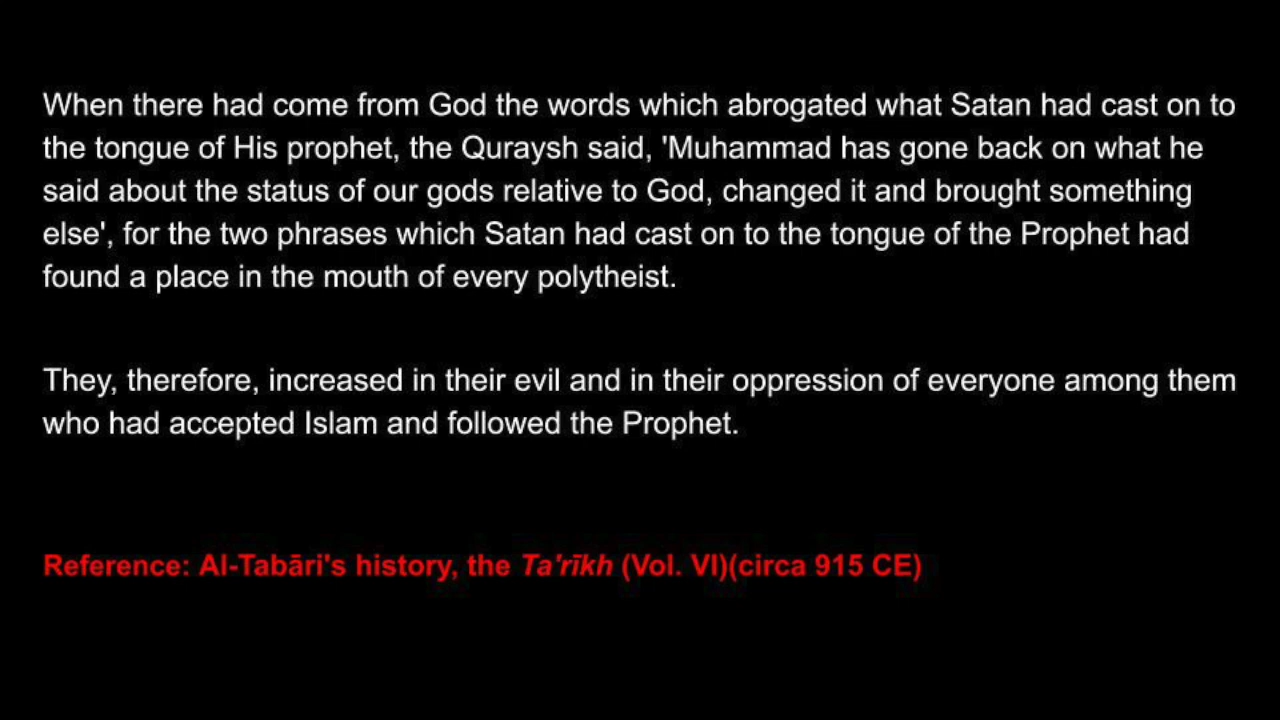 When there had come from God the words which abrogated what Satan had cast on to
the tongue of His prophet, the Quraysh said, 'Muhammad has gone back on what he
said about the status of our gods relative to God, changed it and brought something
else', for the two phrases which Satan had cast on to the tongue of the Prophet had
found a place in the mouth of every polytheist.
They, therefore, increased in their evil and in their oppression of everyone among them
who had accepted Islam and followed the Prophet.
Reference: Al-Tabāri's history, the Ta'rīkh (Vol. VI)(circa 915 CE)